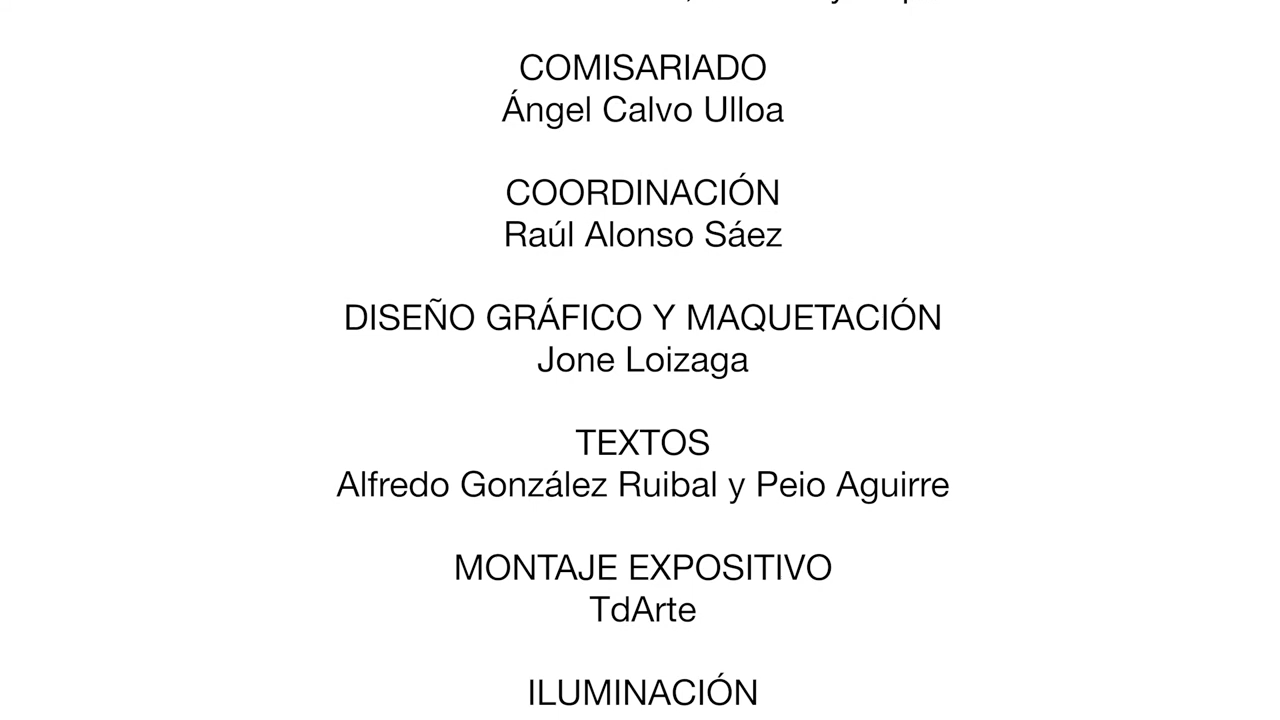 COMISARIADO
Ángel Calvo Ulloa
COORDINACIÓN
Raúl Alonso Sáez
DISEÑO GRÁFICO Y MAQUETACIÓN
Jone Loizaga
TEXTOS
Alfredo González Ruibal y Peio Aguirre
MONTAJE EXPOSITIVO
TdArte
ILUMINACIÓN